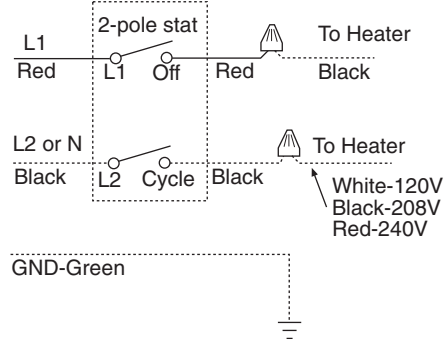 2-pole stat
L1
To Heater
Red
L1
Off
Red
Black
L2 or N
To Heater
Black
L2
Cycle
Black
White-120V
Black-208V
Red-240V
GND-Green